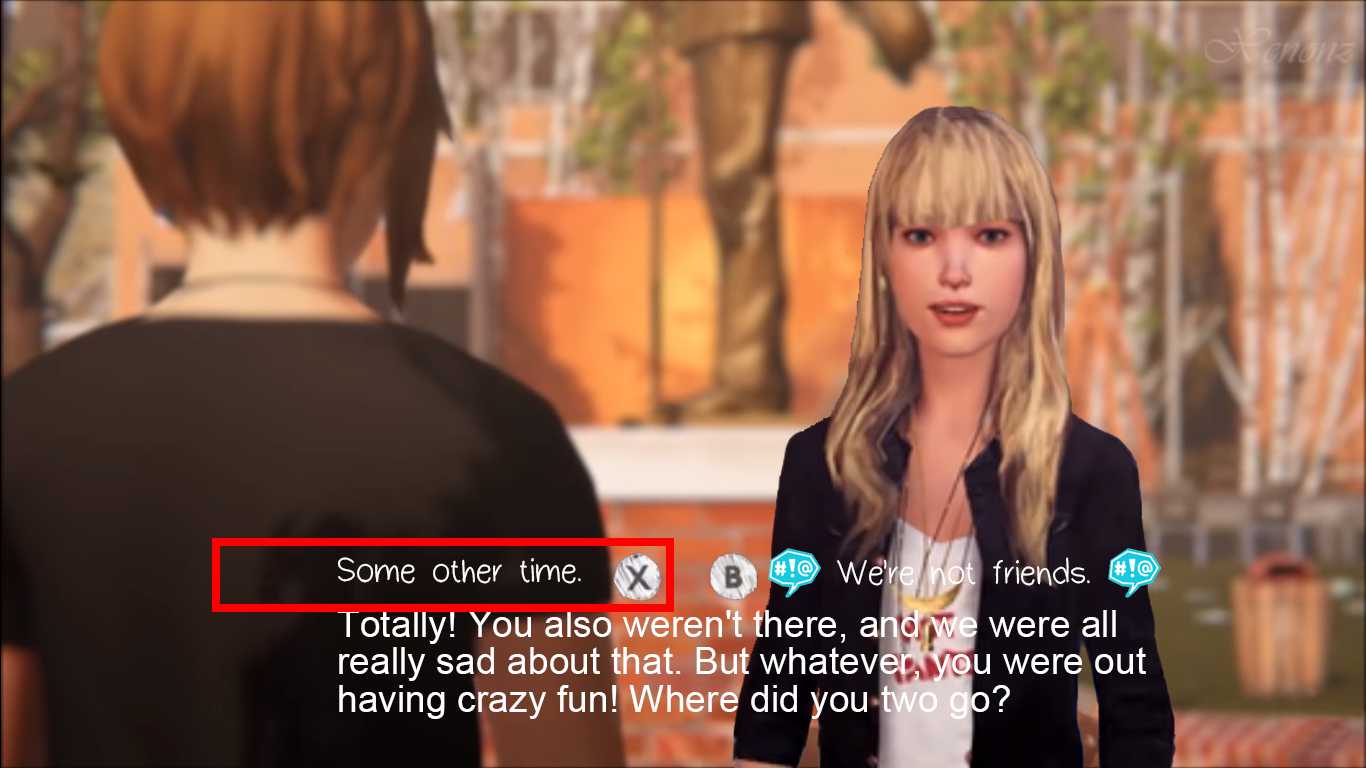 Xenonz
Some other time. X B #!@ We're not friends. #!@
Totally! You also weren't there, and we were all
really sad about that. But whatever, you were out
having crazy fun! Where did you two go?